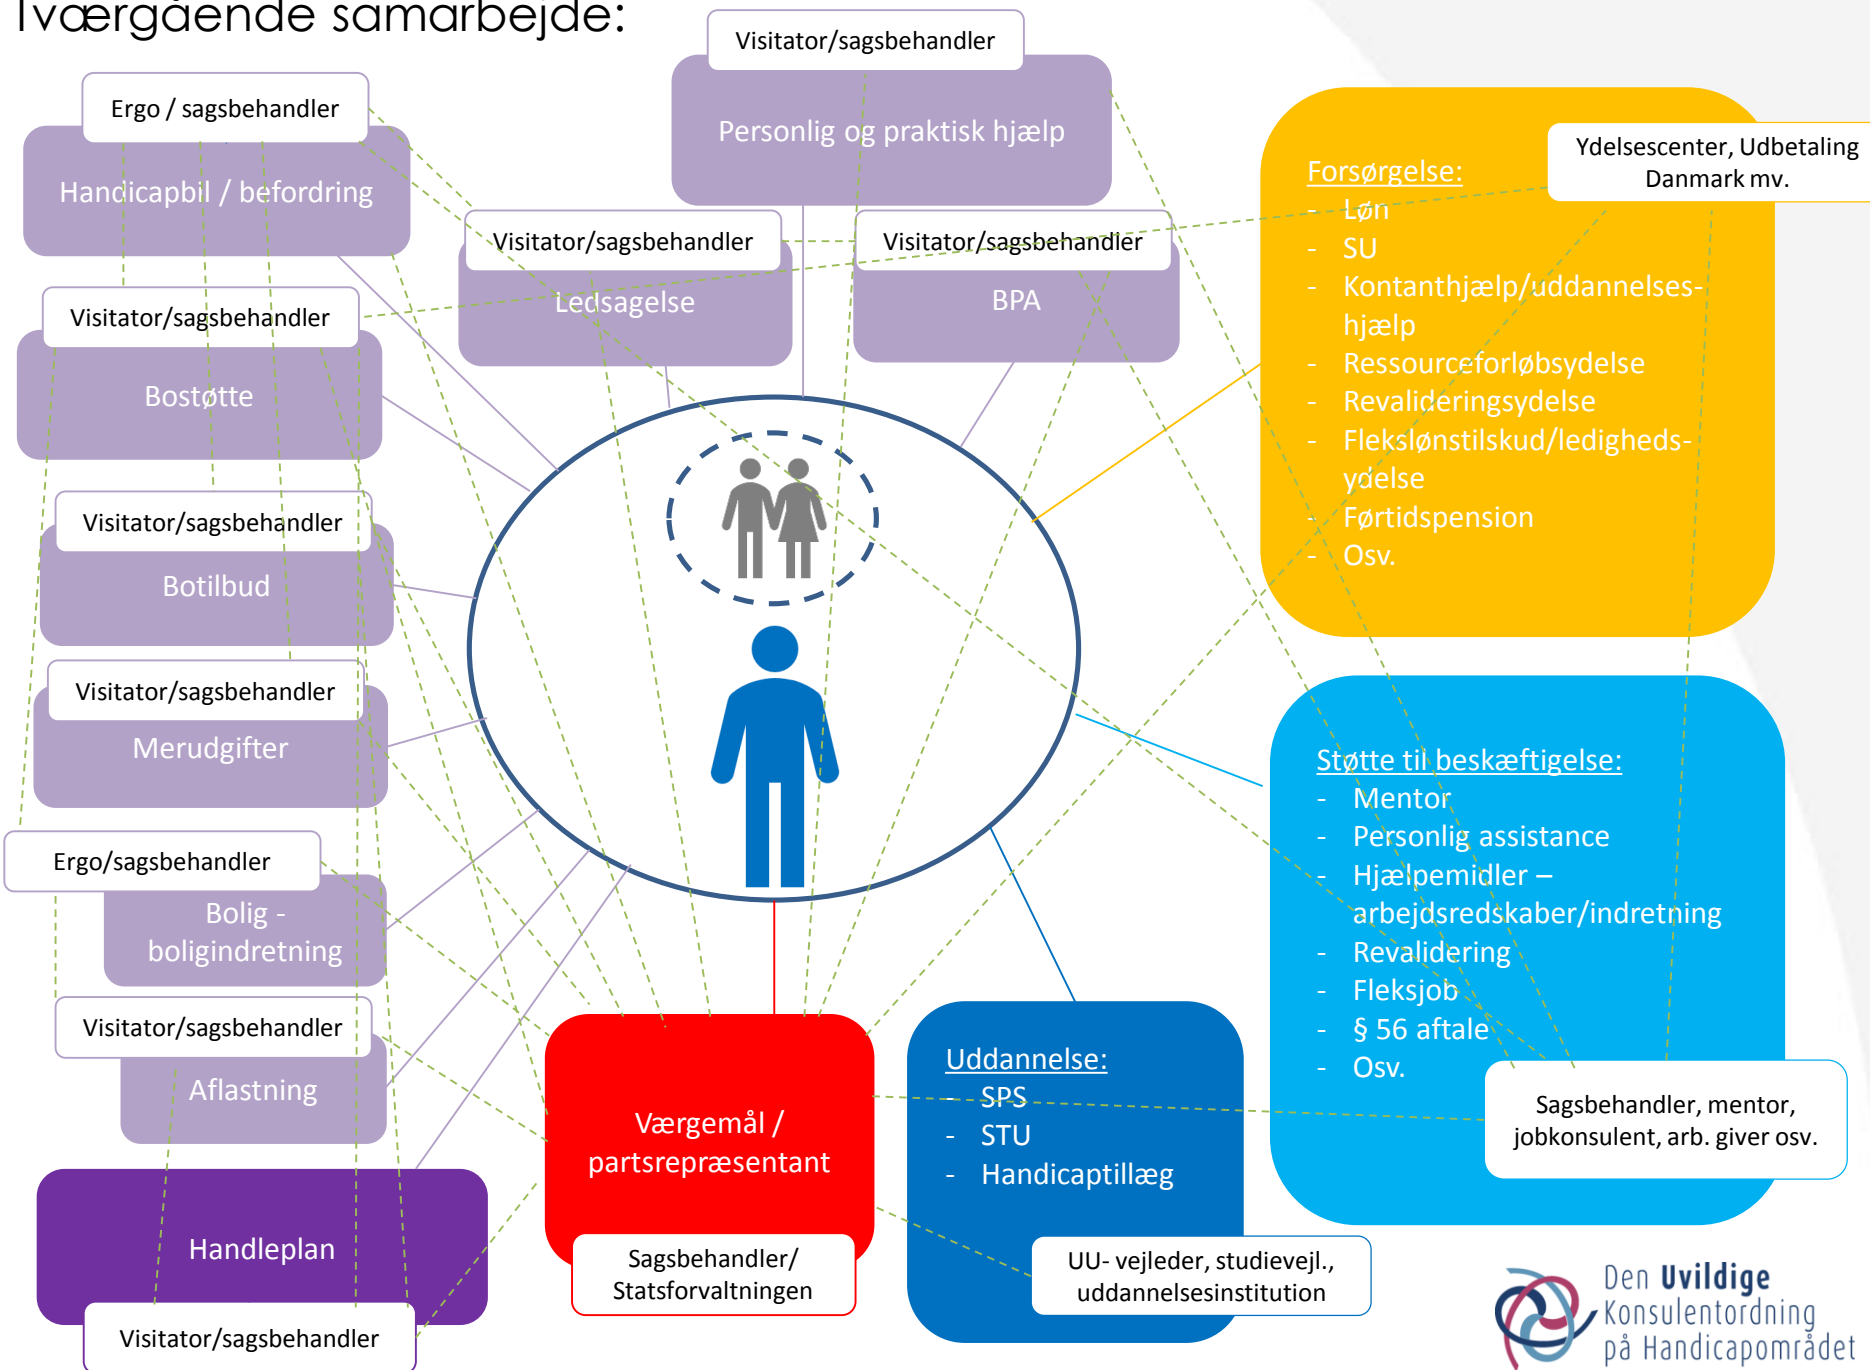 Tværgående samarbejde:
Visitator/sagsbehandler
Personlig og praktisk hjælp
Ergo / sagsbehandler
Handicapbil / befordring
Visitator/sagsbehandler
Ledsagelse
Visitator/sagsbehandler
BPA
Visitator/sagsbehandler
Bostøtte
Visitator/sagsbehandler
Botilbud
Visitator/sagsbehandler
Merudgifter
Ergo/sagsbehandler
Bolig -
boligindretning
Visitator/sagsbehandler
Aflastning
Handleplan
Visitator/sagsbehandler
Værgemål /
partsrepræsentant
Sagsbehandler/
Statsforvaltningen
Uddannelse:
- SPS
- STU
- Handicaptillæg
UU- vejleder, studievejl.,
uddannelsesinstitution
Ydelsescenter, Udbetaling
Danmark mv.
Forsørgelse:
- Løn
- SU
- Kontanthjælp/uddannelses-
hjælp
- Ressourceforløbsydelse
- Revalideringsydelse
- Flekslønstilskud/ledigheds-
ydelse
- Førtidspension
- Osv.
Støtte til beskæftigelse:
- Mentor
- Personlig assistance
- Hjælpemidler –
arbejdsredskaber/indretning
- Revalidering
- Fleksjob
- § 56 aftale
- Osv.
Sagsbehandler, mentor,
jobkonsulent, arb. giver osv.
Den Uvildige
Konsulentordning
på Handicapområdet